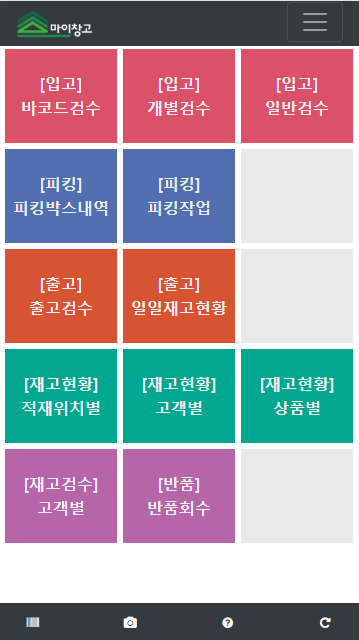 마이창고
[입고]
바코드검수
[입고]
개별검수
[입고]
일반검수
[피킹]
피킹박스내역
[피킹]
피킹작업
[출고]
출고검수
[출고]
일일재고현황
[재고현황]
적재위치별
[재고현황]
고객별
[재고현황]
상품별
[재고검수]
고객별
[반품]
반품회수